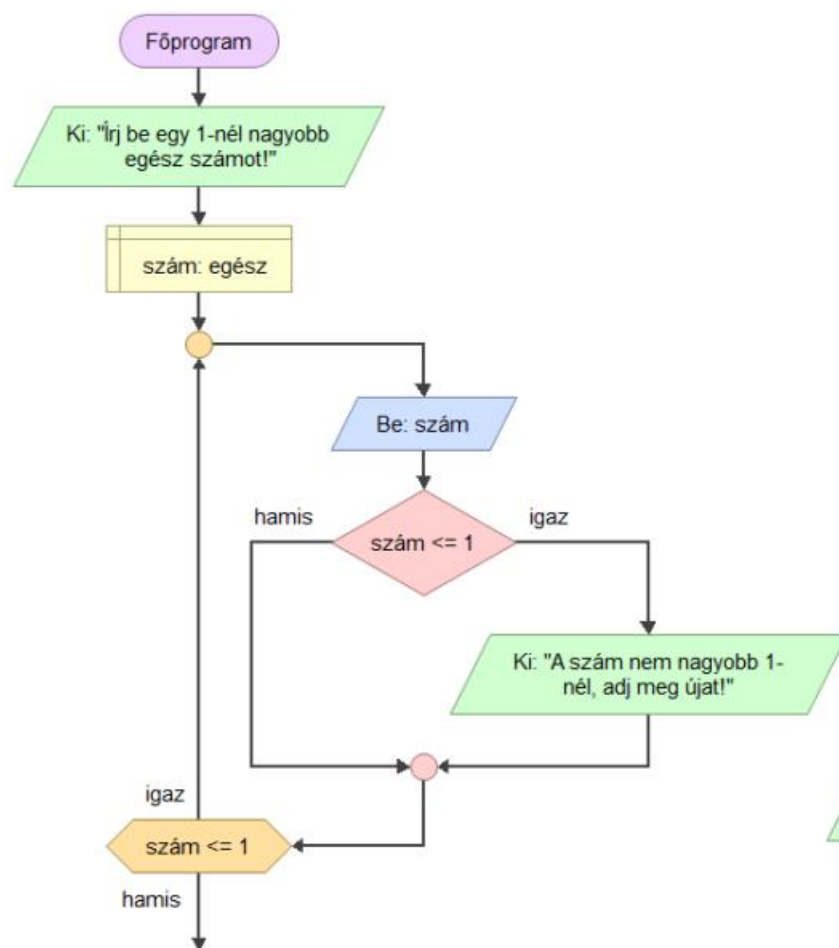 Főprogram
Ki: "Írj be egy 1-nél nagyobb
egész számot!"
szám: egész
Be: szám
hamis
igaz
szám <= 1
Ki: "A szám nem nagyobb 1-
nél, adj meg újat!"
igaz
szám <= 1
hamis